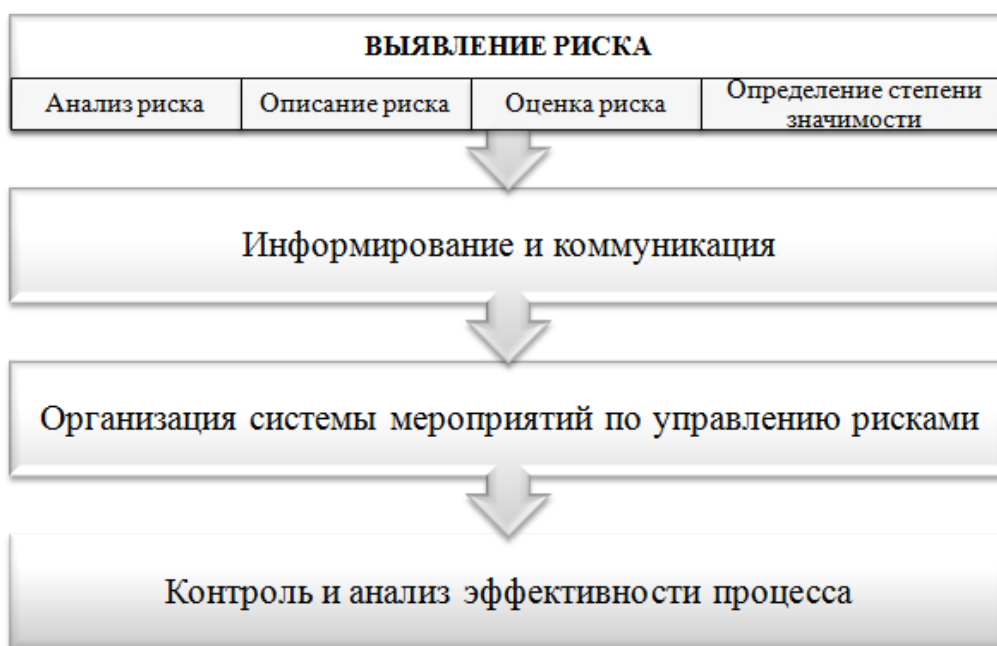 ВЫЯВЛЕНИЕ РИСКА
Анализ риска
Описание риска
Оценка риска
Определение степени
значимости
Информирование и коммуникация
Организация системы мероприятий по управлению рисками
Контроль и анализ эффективности процесса